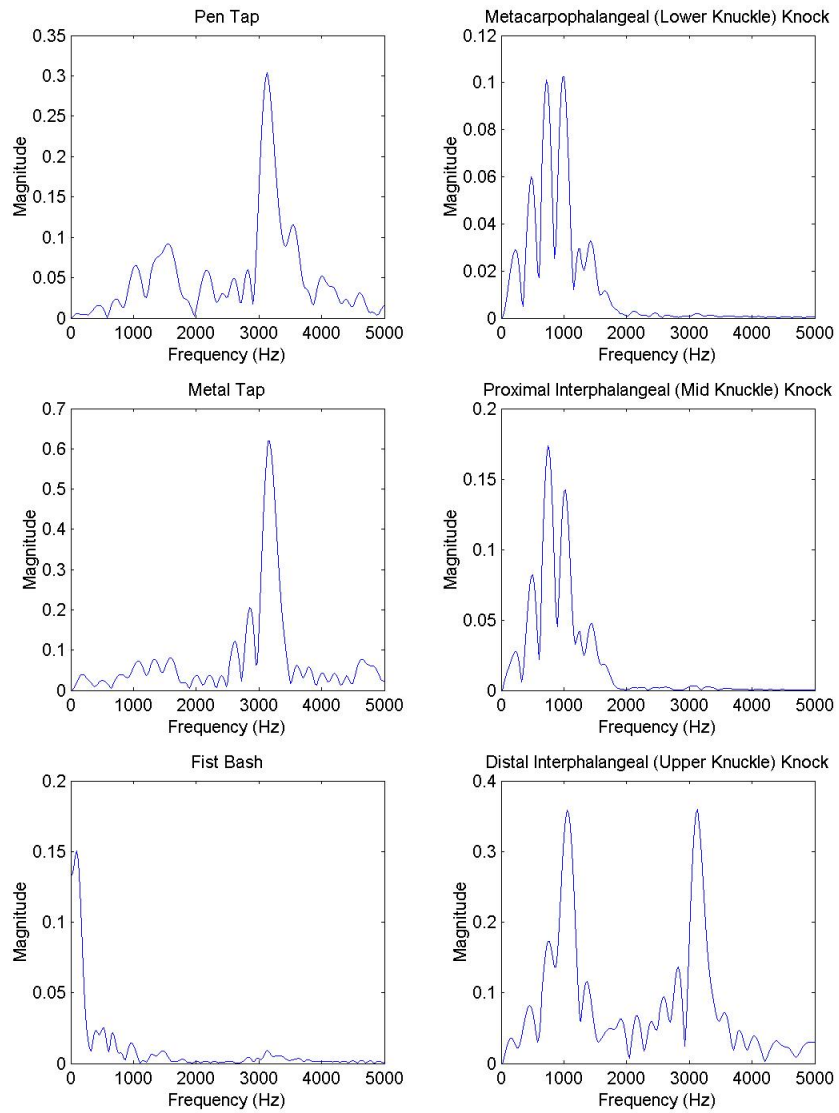 Pen Tap
0.35
0.3
0.25
0.2
0.15
0.1
0.05
0
Magnitude
0 1000 2000 3000 4000 5000
Frequency (Hz)
Metacarpophalangeal (Lower Knuckle) Knock
0.12
0.1
0.08
0.06
0.04
0.02
0
Magnitude
0 1000 2000 3000 4000 5000
Frequency (Hz)
Metal Tap
0.7
0.6
0.5
0.4
0.3
0.2
0.1
0
Magnitude
0 1000 2000 3000 4000 5000
Frequency (Hz)
Proximal Interphalangeal (Mid Knuckle) Knock
0.2
0.15
0.1
0.05
0
Magnitude
0 1000 2000 3000 4000 5000
Frequency (Hz)
Fist Bash
0.2
0.15
0.1
0.05
0
Magnitude
0 1000 2000 3000 4000 5000
Frequency (Hz)
Distal Interphalangeal (Upper Knuckle) Knock
0.4
0.3
0.2
0.1
0
Magnitude
0 1000 2000 3000 4000 5000
Frequency (Hz)